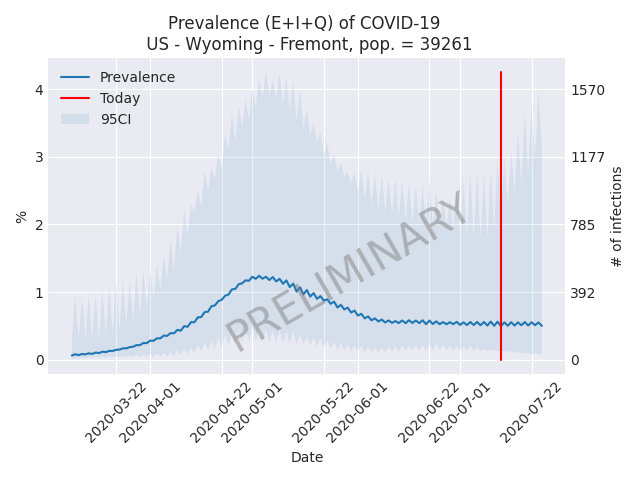 Prevalence (E+I+Q) of COVID-19
US - Wyoming - Fremont, pop. = 39261
Prevalence
Today
95CI
4
3
2
1
0
%
1570
1177
785
392
0
# of infections
PRELIMINARY
2020-03-22
2020-04-01
2020-04-22
2020-05-01
2020-05-22
2020-06-01
2020-06-22
2020-07-01
2020-07-22
Date